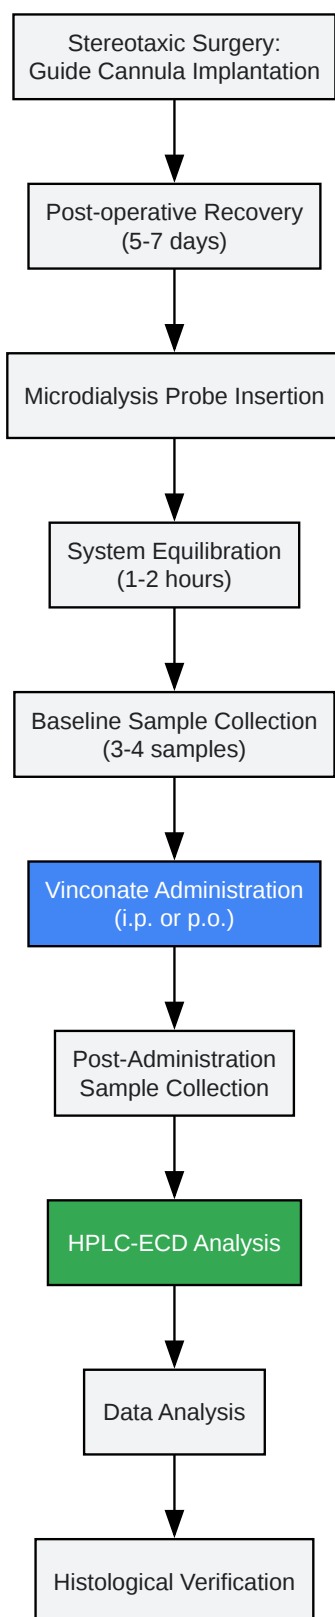 Stereotaxic Surgery:
Guide Cannula Implantation
Post-operative Recovery
(5-7 days)
Microdialysis Probe Insertion
System Equilibration
(1-2 hours)
Baseline Sample Collection
(3-4 samples)
Vinconate Administration
(i.p. or p.o.)
Post-Administration
Sample Collection
HPLC-ECD Analysis
Data Analysis
Histological Verification